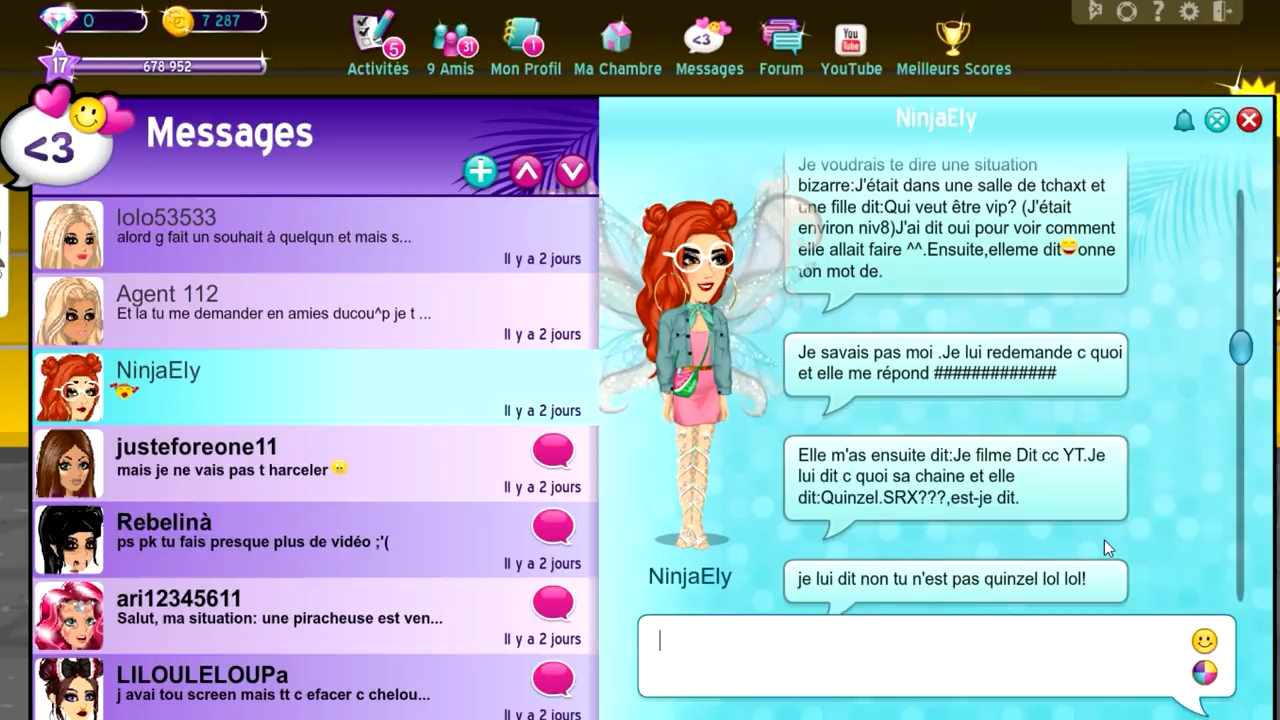 0
7 287
17
678 952
5
31
1
<3
You
Tube
Activités
9 Amis
Mon Profil
Ma Chambre
Messages
Forum
YouTube
Meilleurs Scores
<3
Messages
lolo53533
alord g fait un souhait à quelqun et mais s...
Il y a 2 jours
Agent 112
Et la tu me demander en amies ducou^p je t ...
Il y a 2 jours
NinjaEly
Il y a 2 jours
justeforeone11
mais je ne vais pas t harceler
Il y a 2 jours
Rebelinà
ps pk tu fais presque plus de vidéo ;'(
Il y a 2 jours
ari12345611
Salut, ma situation: une piracheuse est ven...
Il y a 2 jours
LILOULELOUPa
j avai tou screen mais tt c efacer c chelou...
Il y a 2 jours
NinjaEly
Je voudrais te dire une situation
bizarre:J'était dans une salle de tchaxt et
une fille dit:Qui veut être vip? (J'était
environ niv8)J'ai dit oui pour voir comment
elle allait faire ^^.Ensuite,elleme dit onne
ton mot de.
Je savais pas moi .Je lui redemande c quoi
et elle me répond #############
Elle m'as ensuite dit:Je filme Dit cc YT.Je
lui dit c quoi sa chaine et elle
dit:Quinzel.SRX???,est-je dit.
je lui dit non tu n'est pas quinzel lol lol!
NinjaEly